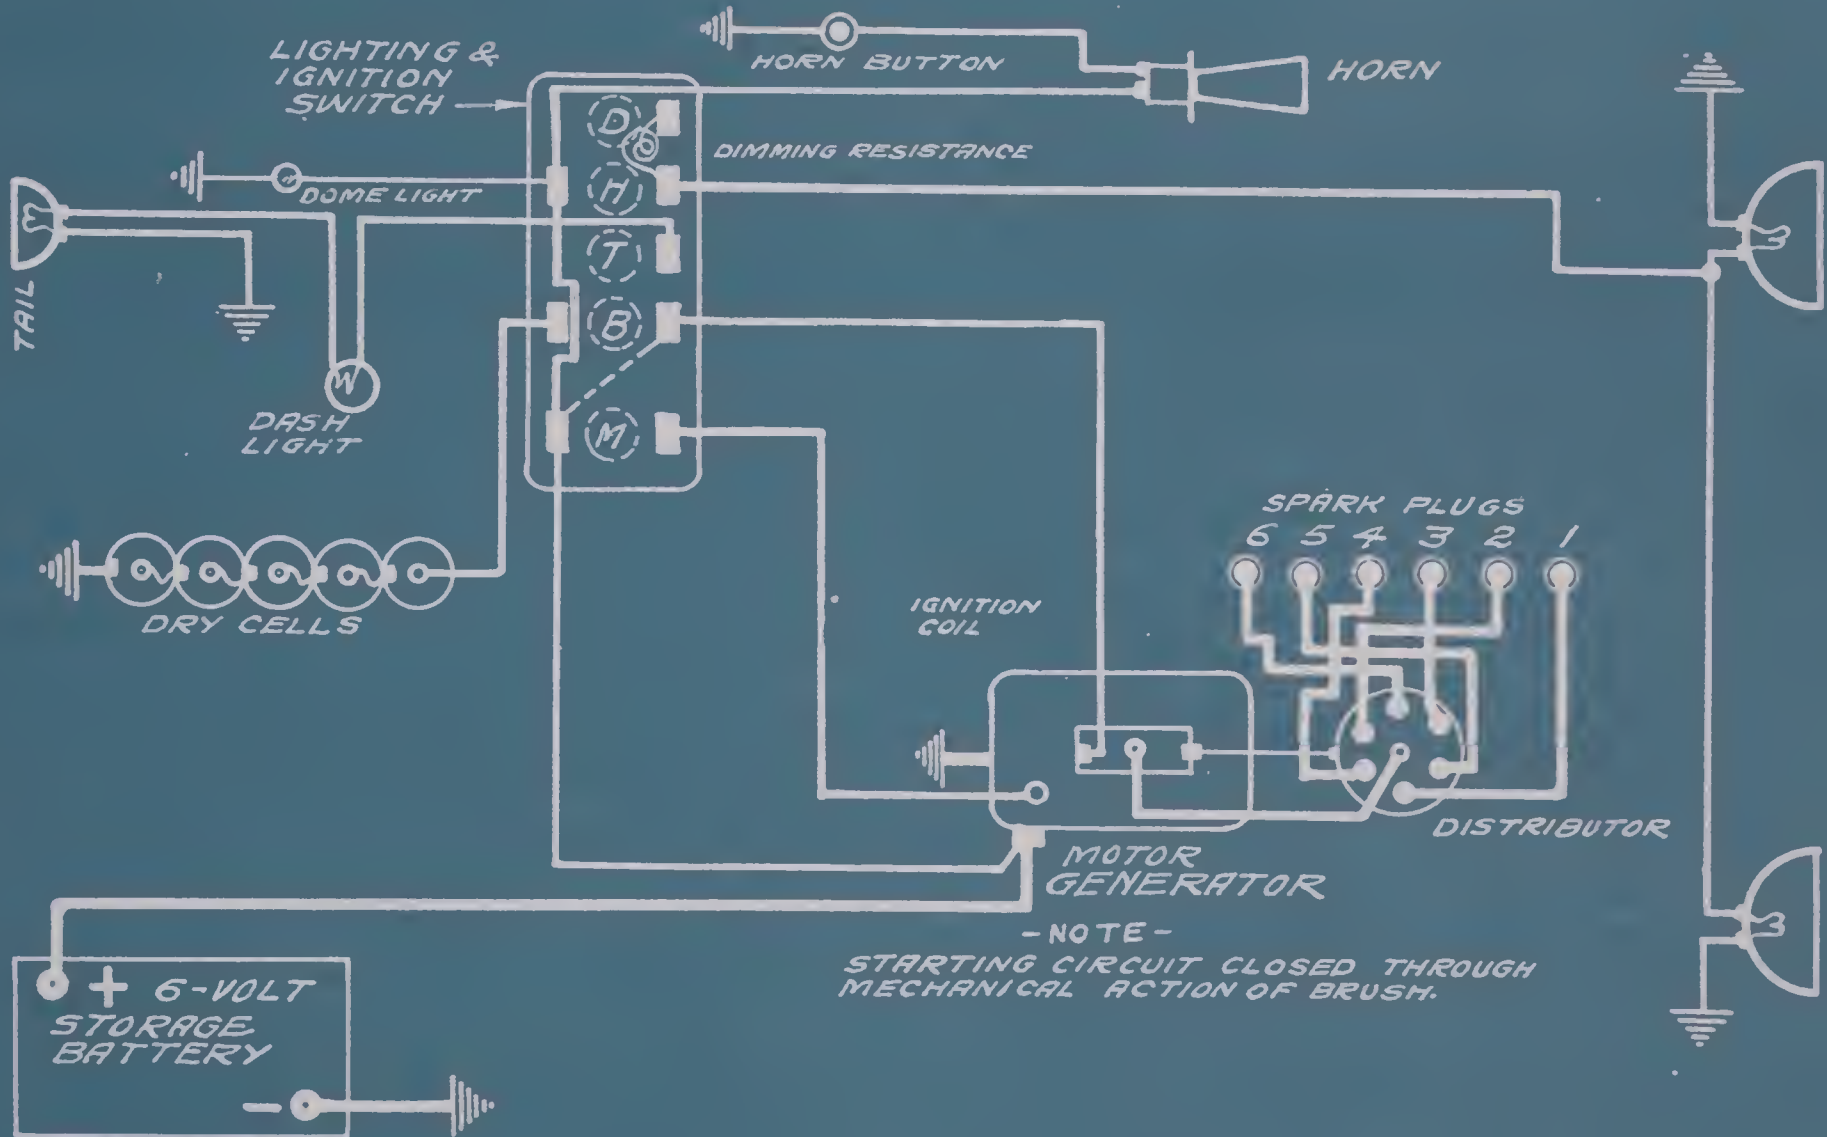 LIGHTING &
IGNITION
SWITCH
HORN BUTTON
HORN
D
DIMMING RESISTANCE
H
DOME LIGHT
T
TAIL
B
DASH
LIGHT
M
SPARK PLUGS
6 5 4 3 2 1
DRY CELLS
IGNITION
COIL
DISTRIBUTOR
MOTOR
GENERATOR
-NOTE-
STARTING CIRCUIT CLOSED THROUGH
MECHANICAL ACTION OF BRUSH.
+ 6-VOLT
STORAGE
BATTERY
-